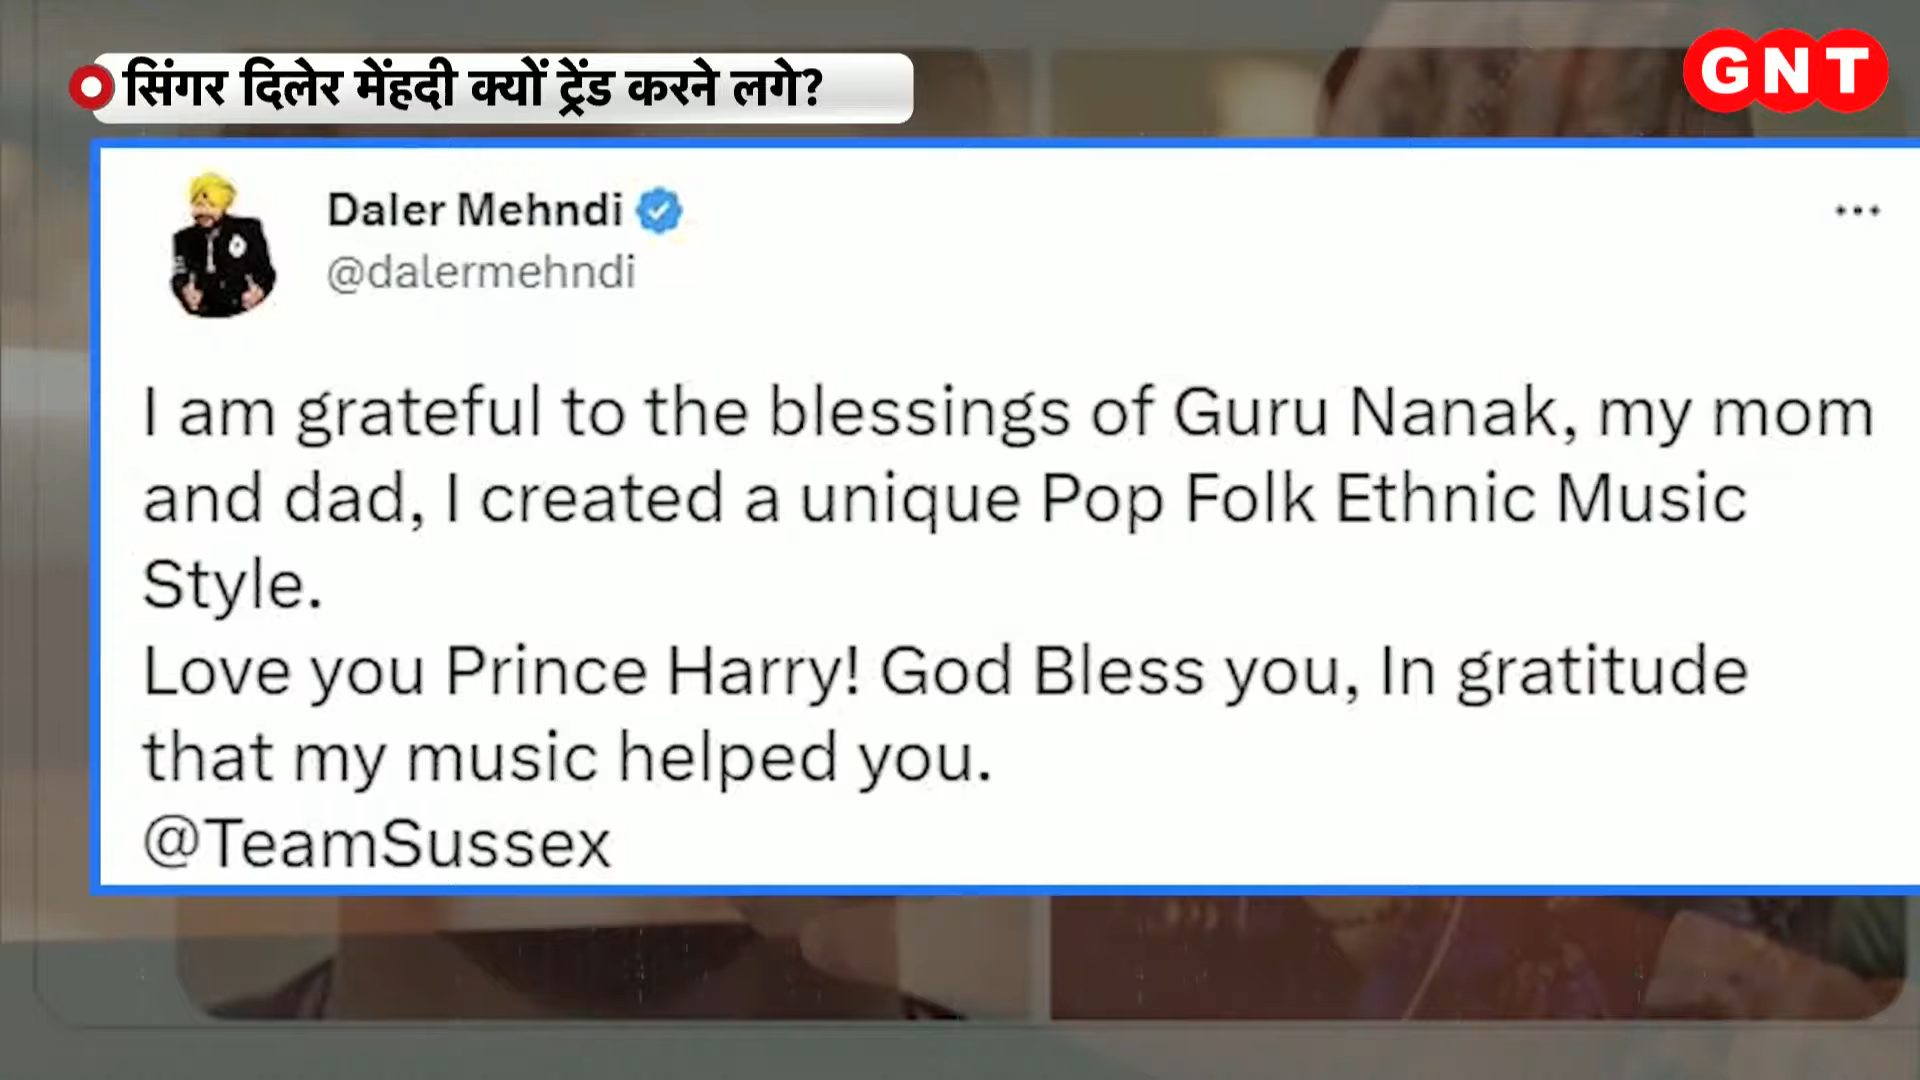 सिंगर दिलेर मेंहदी क्यों ट्रेंड करने लगे?
GNT
Daler Mehndi
@dalermehndi
I am grateful to the blessings of Guru Nanak, my mom
and dad, I created a unique Pop Folk Ethnic Music
Style.
Love you Prince Harry! God Bless you, In gratitude
that my music helped you.
@TeamSussex